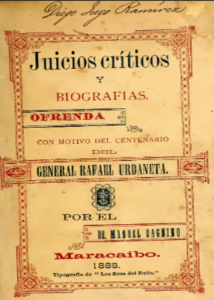 Diego Jugo Ramírez
Juicios críticos
Y
BIOGRAFIAS.
OFRENDA
CON MOTIVO DEL CENTENARIO
DEL
GENERAL RAFAEL URDANETA.
POR EL
DR. MANUEL DAGNINO
Maracaibo.
1888.
Tipografía de "Los Ecos del Zulia."